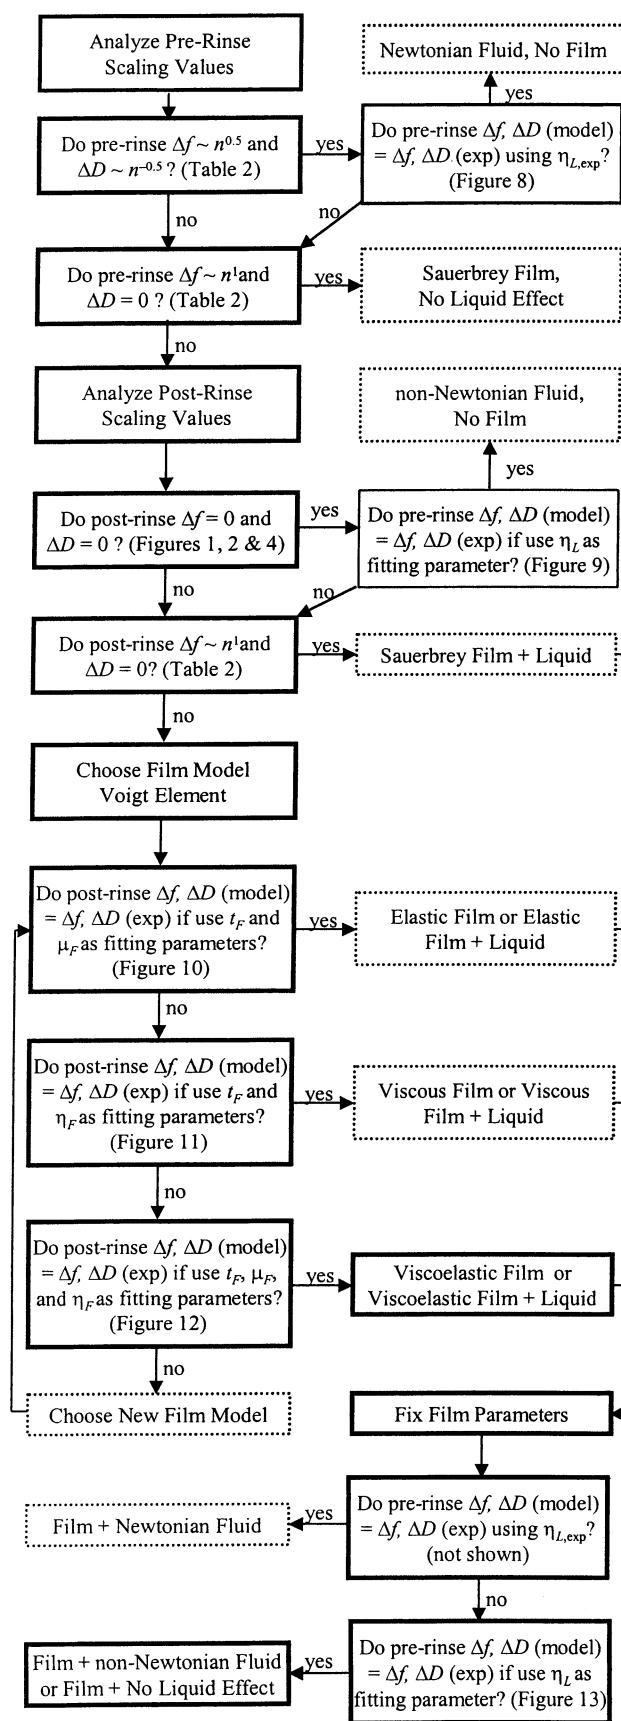 Analyze Pre-Rinse
Scaling Values
Newtonian Fluid, No Film
yes
Do pre-rinse Δf ~ n^0.5 and
ΔD ~ n^−0.5 ? (Table 2)
yes
Do pre-rinse Δf, ΔD (model)
= Δf, ΔD (exp) using η_L,exp?
(Figure 8)
no
no
Do pre-rinse Δf ~ n^1 and
ΔD = 0 ? (Table 2)
yes
Sauerbrey Film,
No Liquid Effect
no
Analyze Post-Rinse
Scaling Values
non-Newtonian Fluid,
No Film
yes
Do post-rinse Δf = 0 and
ΔD = 0 ? (Figures 1, 2 & 4)
yes
Do pre-rinse Δf, ΔD (model)
= Δf, ΔD (exp) if use η_L as
fitting parameter? (Figure 9)
no
no
Do post-rinse Δf ~ n^1 and
ΔD = 0? (Table 2)
yes
Sauerbrey Film + Liquid
no
Choose Film Model
Voigt Element
Do post-rinse Δf, ΔD (model)
= Δf, ΔD (exp) if use t_F and
μ_F as fitting parameters?
(Figure 10)
yes
Elastic Film or Elastic
Film + Liquid
no
Do post-rinse Δf, ΔD (model)
= Δf, ΔD (exp) if use t_F and
η_F as fitting parameters?
(Figure 11)
yes
Viscous Film or Viscous
Film + Liquid
no
Do post-rinse Δf, ΔD (model)
= Δf, ΔD (exp) if use t_F, μ_F,
and η_F as fitting parameters?
(Figure 12)
yes
Viscoelastic Film or
Viscoelastic Film + Liquid
no
Choose New Film Model
Fix Film Parameters
Do pre-rinse Δf, ΔD (model)
= Δf, ΔD (exp) using η_L,exp?
(not shown)
yes
Film + Newtonian Fluid
no
Do pre-rinse Δf, ΔD (model)
= Δf, ΔD (exp) if use η_L as
fitting parameter? (Figure 13)
yes
Film + non-Newtonian Fluid
or Film + No Liquid Effect